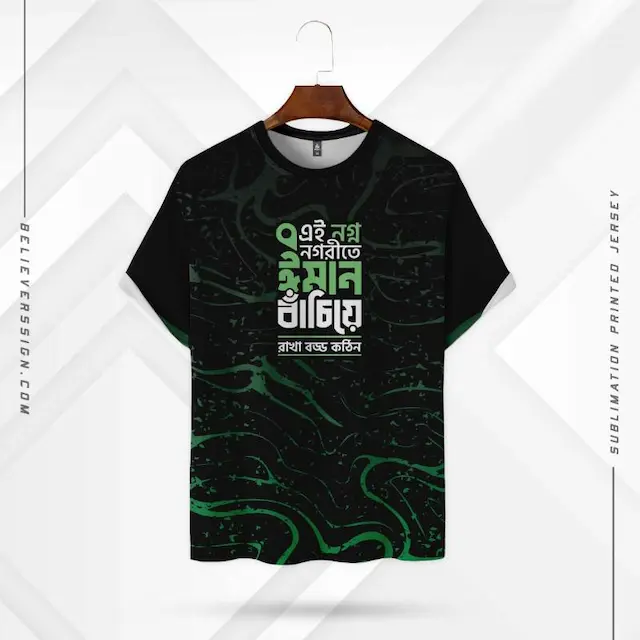 এই নগ্ন
নগরীতে
ঈমান
বাঁচিয়ে
রাখা বড্ড কঠিন
BELIEVERSSIGN.COM
SUBLIMATION PRINTED JERSEY